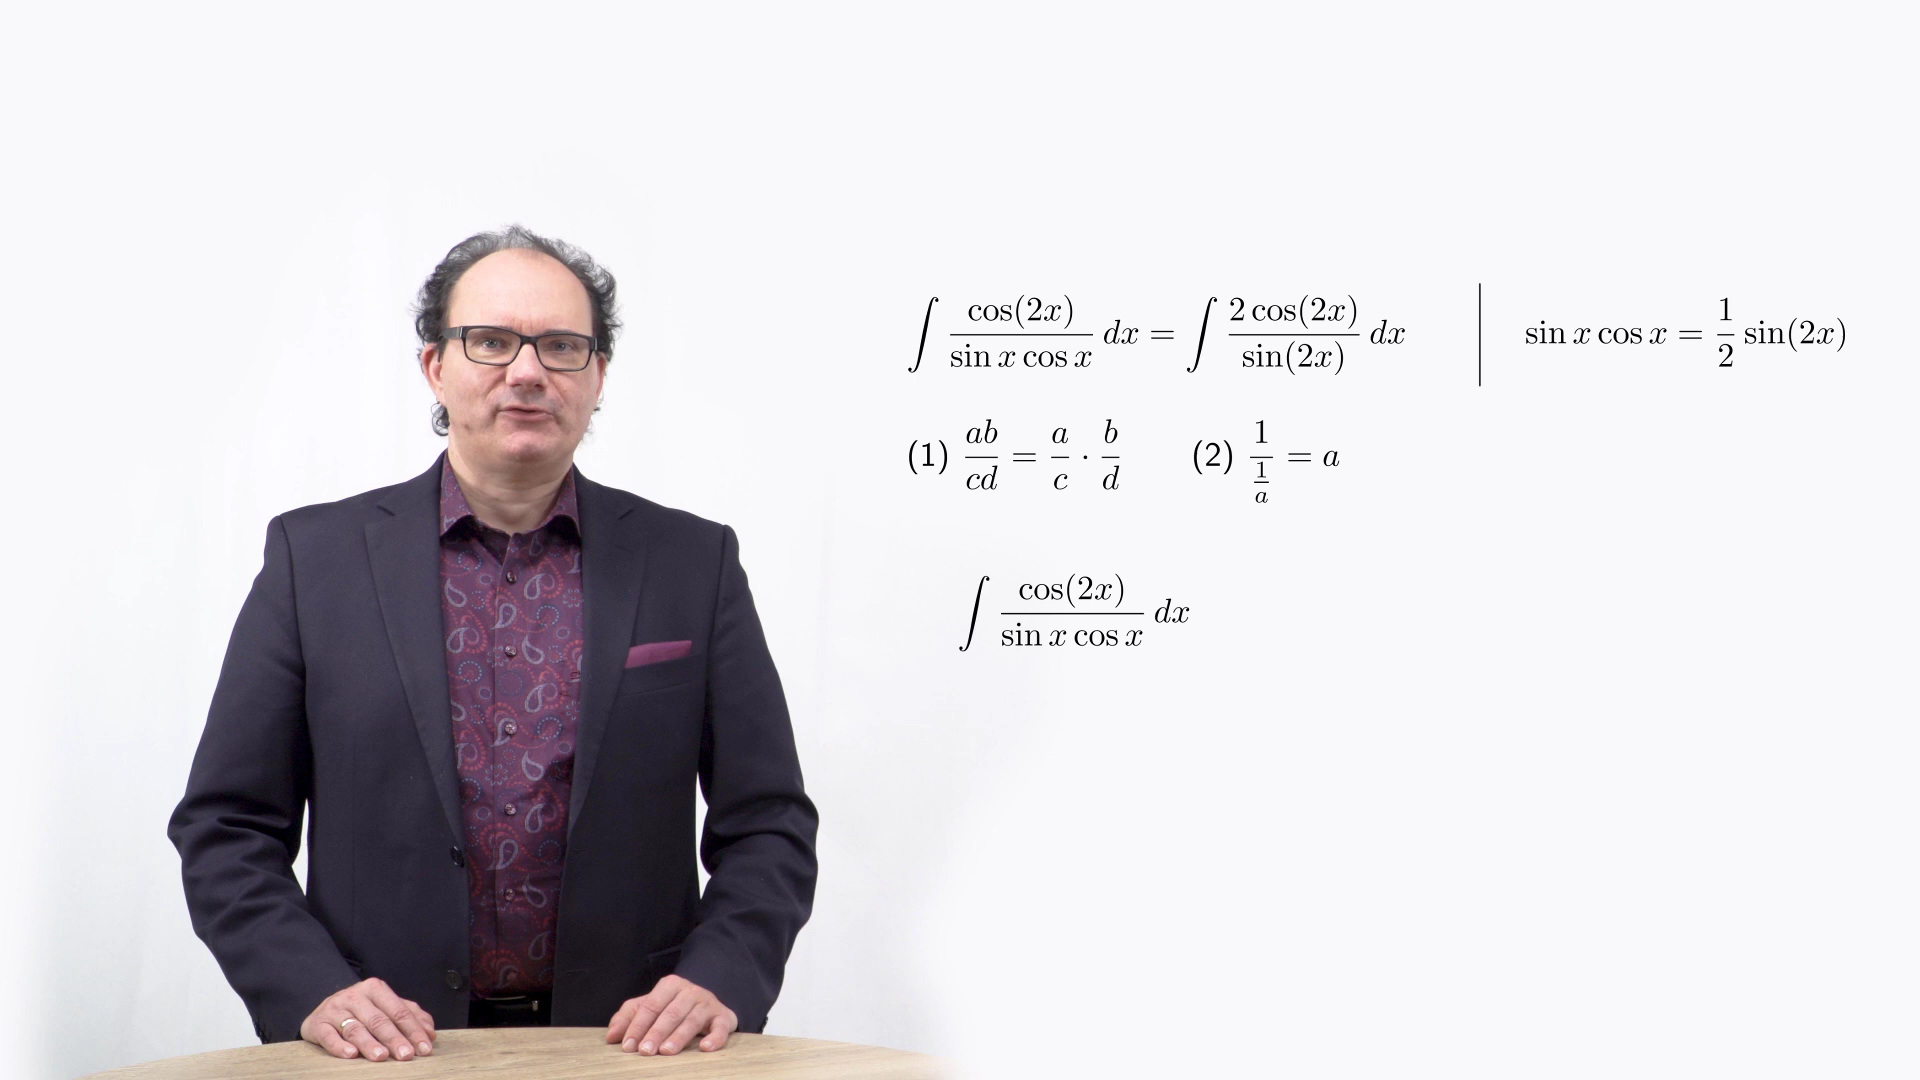 ∫ cos(2x)/(sin x cos x) dx = ∫ 2 cos(2x)/sin(2x) dx | sin x cos x = 1/2 sin(2x)
(1) ab/cd = a/c · b/d (2) 1/(1/a) = a
∫ cos(2x)/(sin x cos x) dx